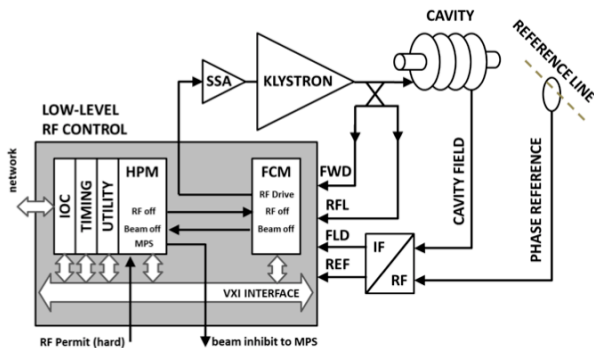 CAVITY
REFERENCE LINE
SSA
KLYSTRON
LOW-LEVEL
RF CONTROL
network
IOC
TIMING
UTILITY
HPM
RF off
Beam off
MPS
FCM
RF Drive
RF off
Beam off
FWD
RFL
FLD
REF
IF
RF
CAVITY FIELD
PHASE REFERENCE
VXI INTERFACE
RF Permit (hard)
beam inhibit to MPS